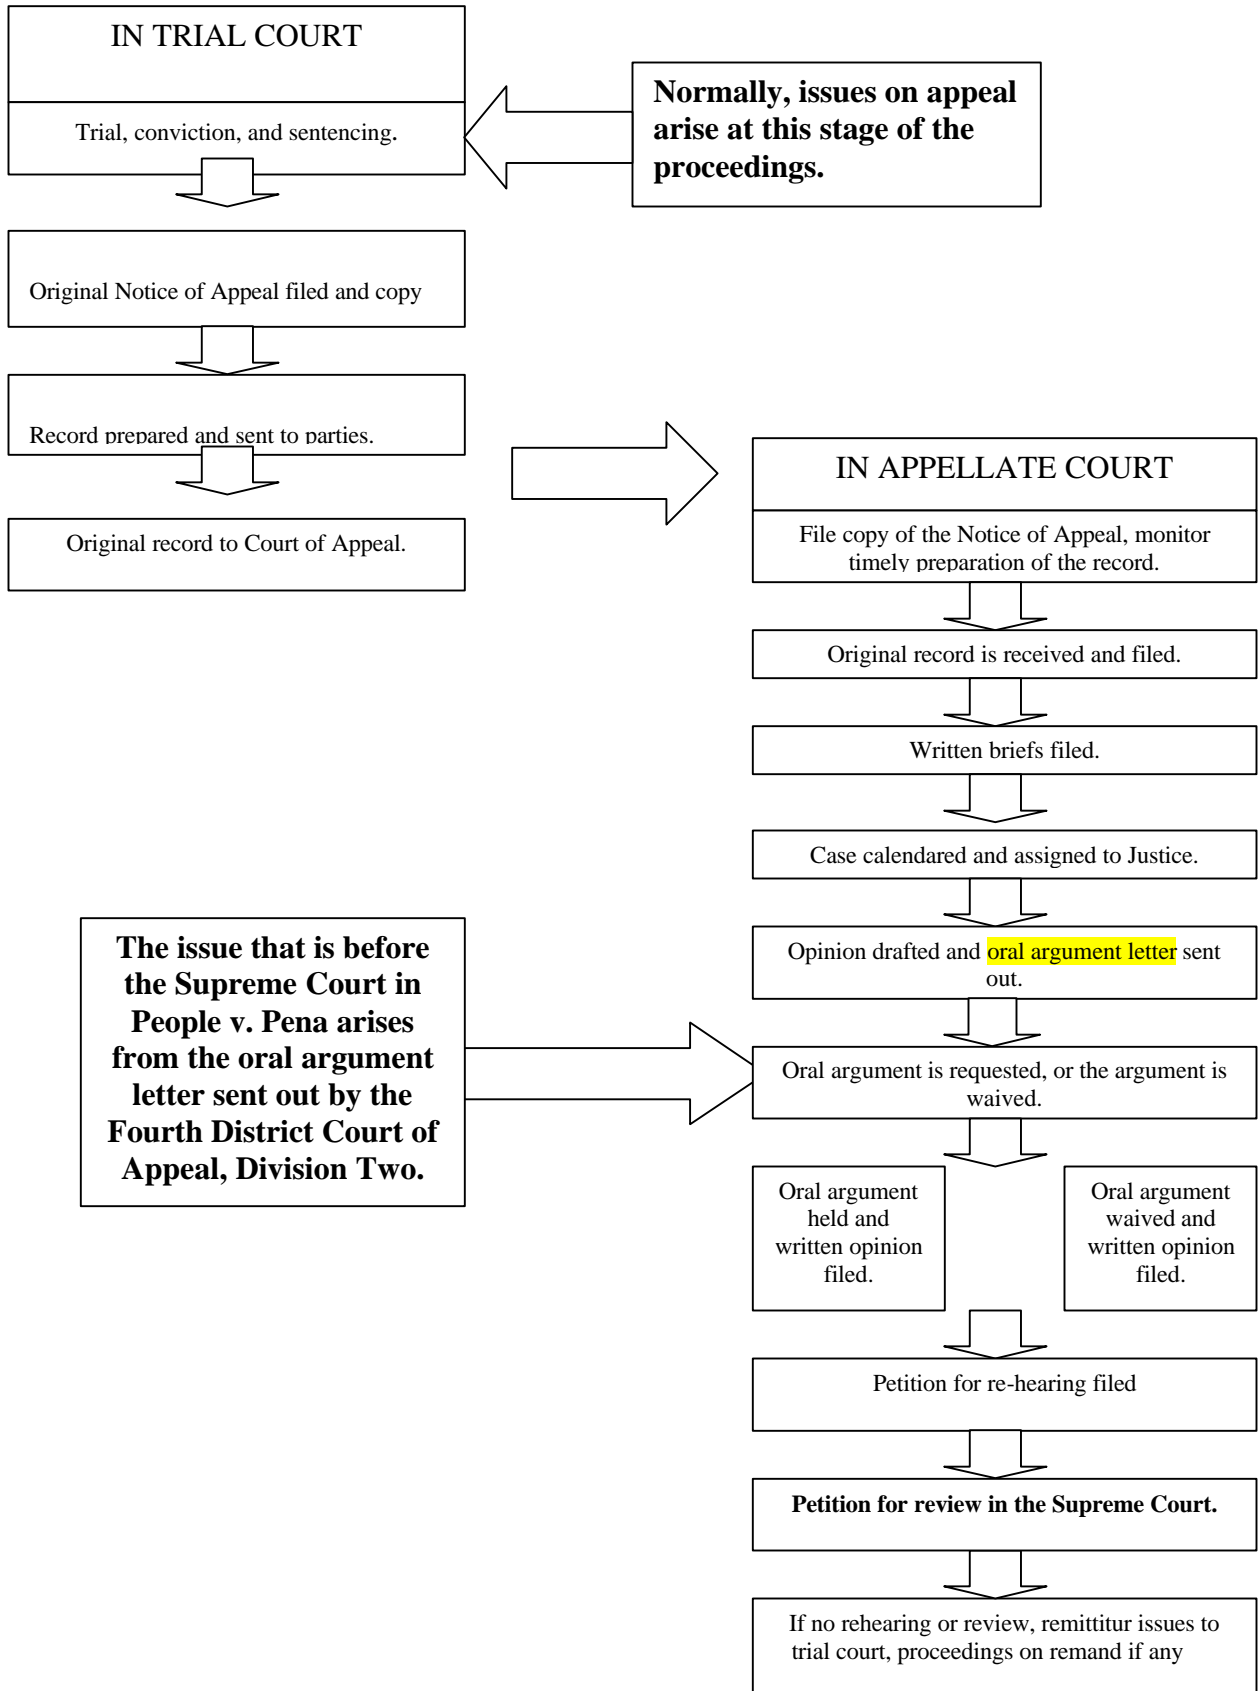 IN TRIAL COURT
Trial, conviction, and sentencing.
Normally, issues on appeal
arise at this stage of the
proceedings.
Original Notice of Appeal filed and copy
Record prepared and sent to parties.
Original record to Court of Appeal.
IN APPELLATE COURT
File copy of the Notice of Appeal, monitor
timely preparation of the record.
Original record is received and filed.
Written briefs filed.
Case calendared and assigned to Justice.
Opinion drafted and oral argument letter sent
out.
The issue that is before
the Supreme Court in
People v. Pena arises
from the oral argument
letter sent out by the
Fourth District Court of
Appeal, Division Two.
Oral argument is requested, or the argument is
waived.
Oral argument
held and
written opinion
filed.
Oral argument
waived and
written opinion
filed.
Petition for re-hearing filed
Petition for review in the Supreme Court.
If no rehearing or review, remittitur issues to
trial court, proceedings on remand if any